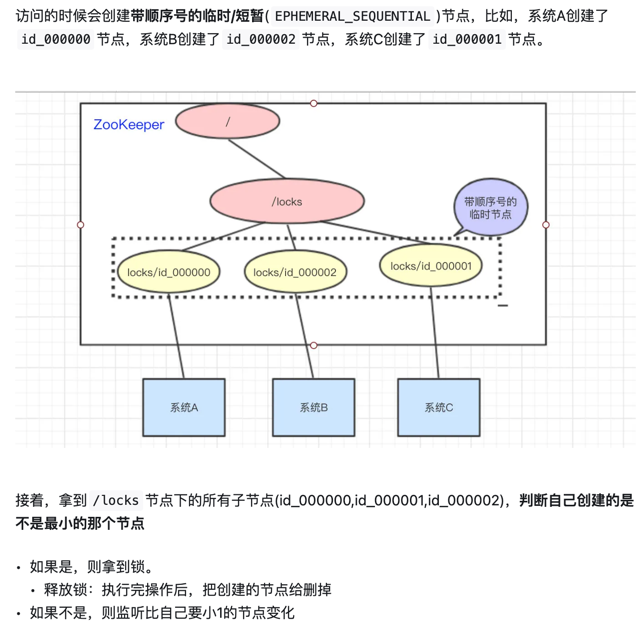 访问的时候会创建带顺序号的临时/短暂( EPHEMERAL_SEQUENTIAL )节点，比如，系统A创建了
id_000000 节点，系统B创建了 id_000002 节点，系统C创建了 id_000001 节点。
ZooKeeper
/
/locks
带顺序号的
临时节点
locks/id_000000
locks/id_000002
locks/id_000001
系统A
系统B
系统C
接着，拿到 /locks 节点下的所有子节点(id_000000,id_000001,id_000002)，判断自己创建的是
不是最小的那个节点
• 如果是，则拿到锁。
• 释放锁：执行完操作后，把创建的节点给删掉
• 如果不是，则监听比自己要小1的节点变化